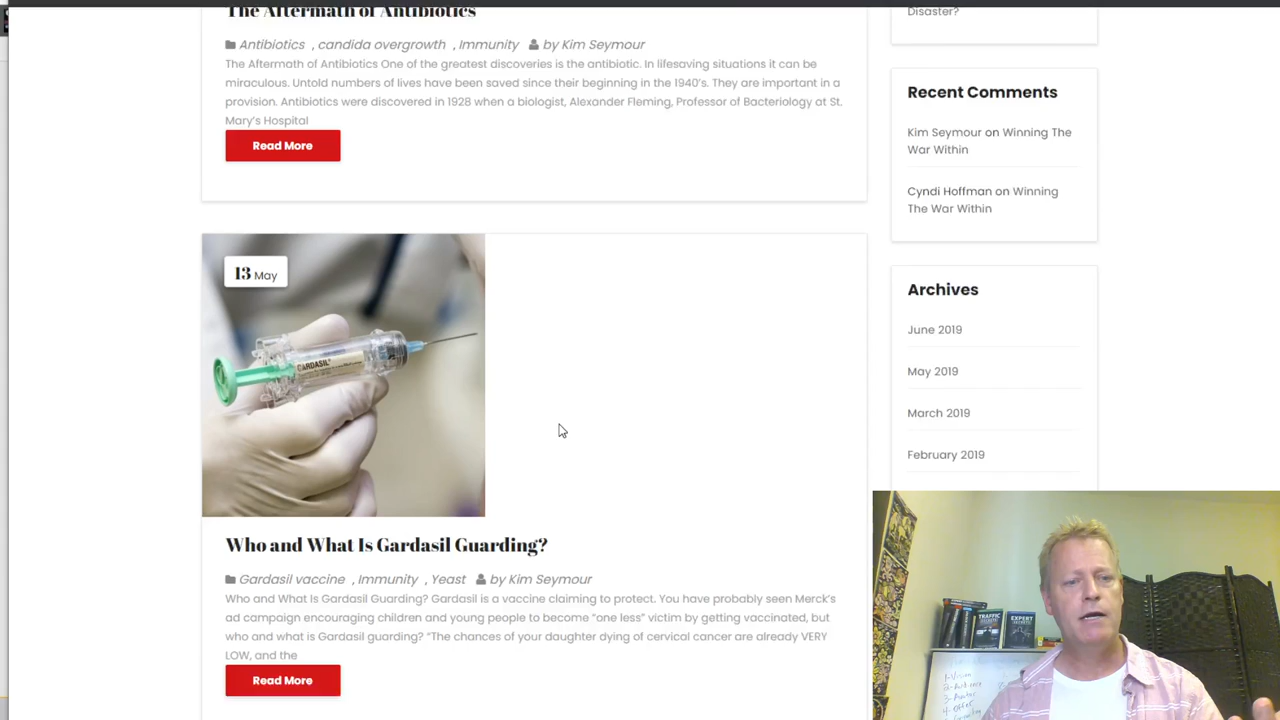 The Aftermath of Antibiotics
Antibiotics , candida overgrowth , Immunity by Kim Seymour
The Aftermath of Antibiotics One of the greatest discoveries is the antibiotic. In lifesaving situations it can be
miraculous. Untold numbers of lives have been saved since their beginning in the 1940's. They are important in a
provision. Antibiotics were discovered in 1928 when a biologist, Alexander Fleming, Professor of Bacteriology at St.
Mary's Hospital
Read More
13 May
GARDASIL
Who and What Is Gardasil Guarding?
Gardasil vaccine , Immunity , Yeast by Kim Seymour
Who and What Is Gardasil Guarding? Gardasil is a vaccine claiming to protect. You have probably seen Merck's
ad campaign encouraging children and young people to become "one less" victim by getting vaccinated, but
who and what is Gardasil guarding? "The chances of your daughter dying of cervical cancer are already VERY
LOW, and the
Read More
Disaster?
Recent Comments
Kim Seymour on Winning The
War Within
Cyndi Hoffman on Winning
The War Within
Archives
June 2019
May 2019
March 2019
February 2019
TRAFFIC
SECRETS
EXPERT
SECRETS
1-Vision